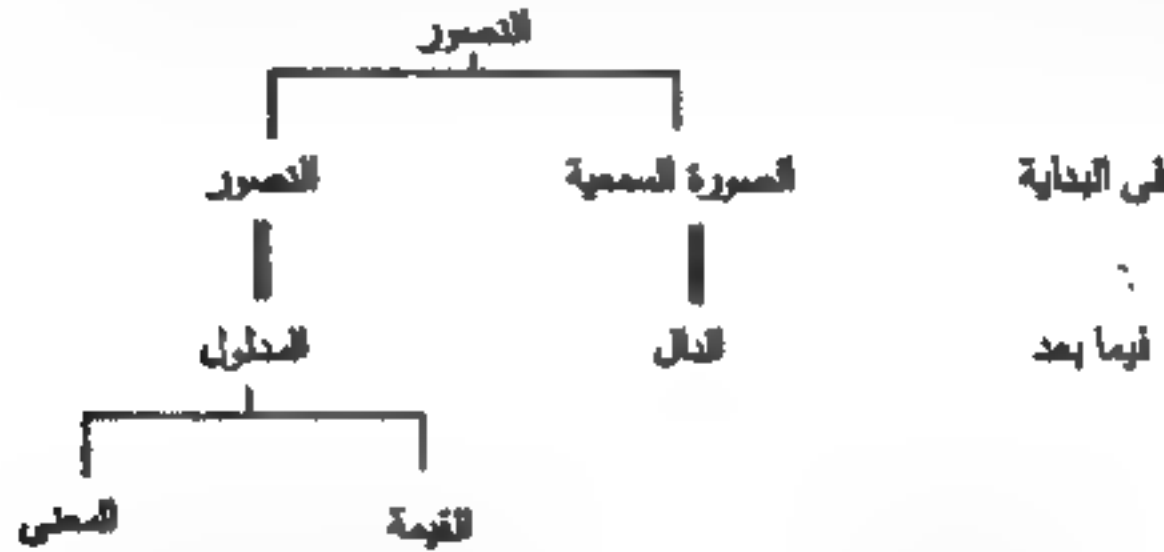 التصور
في البداية الصورة السمعية التصور
فيما بعد الدال المدلول
القيمة المعنى